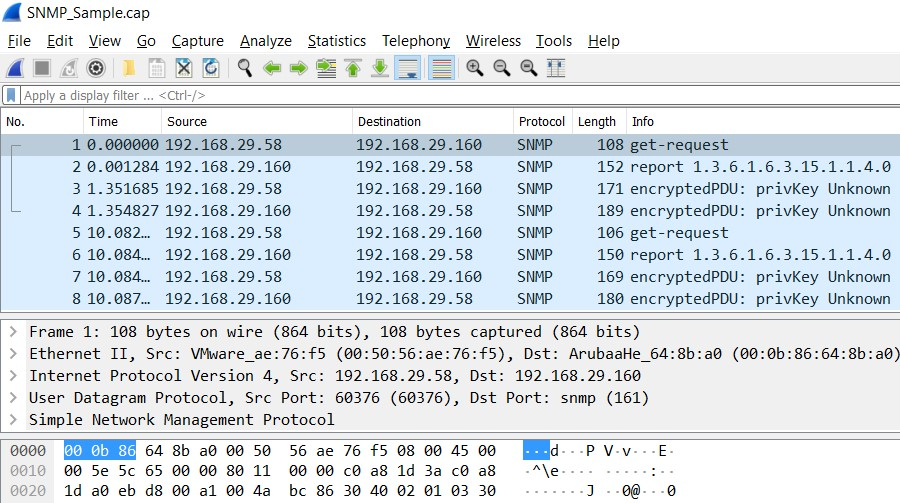 SNMP_Sample.cap
File Edit View Go Capture Analyze Statistics Telephony Wireless Tools Help
Apply a display filter ... <Ctrl-/>
No. Time Source Destination Protocol Length Info
1 0.000000 192.168.29.58 192.168.29.160 SNMP 108 get-request
2 0.001284 192.168.29.160 192.168.29.58 SNMP 152 report 1.3.6.1.6.3.15.1.1.4.0
3 1.351685 192.168.29.58 192.168.29.160 SNMP 171 encryptedPDU: privKey Unknown
4 1.354827 192.168.29.160 192.168.29.58 SNMP 189 encryptedPDU: privKey Unknown
5 10.082… 192.168.29.58 192.168.29.160 SNMP 106 get-request
6 10.084… 192.168.29.160 192.168.29.58 SNMP 150 report 1.3.6.1.6.3.15.1.1.4.0
7 10.084… 192.168.29.58 192.168.29.160 SNMP 169 encryptedPDU: privKey Unknown
8 10.087… 192.168.29.160 192.168.29.58 SNMP 180 encryptedPDU: privKey Unknown
Frame 1: 108 bytes on wire (864 bits), 108 bytes captured (864 bits)
Ethernet II, Src: VMware_ae:76:f5 (00:50:56:ae:76:f5), Dst: ArubaaHe_64:8b:a0 (00:0b:86:64:8b:a0)
Internet Protocol Version 4, Src: 192.168.29.58, Dst: 192.168.29.160
User Datagram Protocol, Src Port: 60376 (60376), Dst Port: snmp (161)
Simple Network Management Protocol
0000 00 0b 86 64 8b a0 00 50 56 ae 76 f5 08 00 45 00 ...d...P V.v...E.
0010 00 5e 5c 65 00 00 80 11 00 00 c0 a8 1d 3a c0 a8 .^\e.... .....:..
0020 1d a0 eb d8 00 a1 00 4a bc 86 30 40 02 01 03 30 .......J ..0@...0